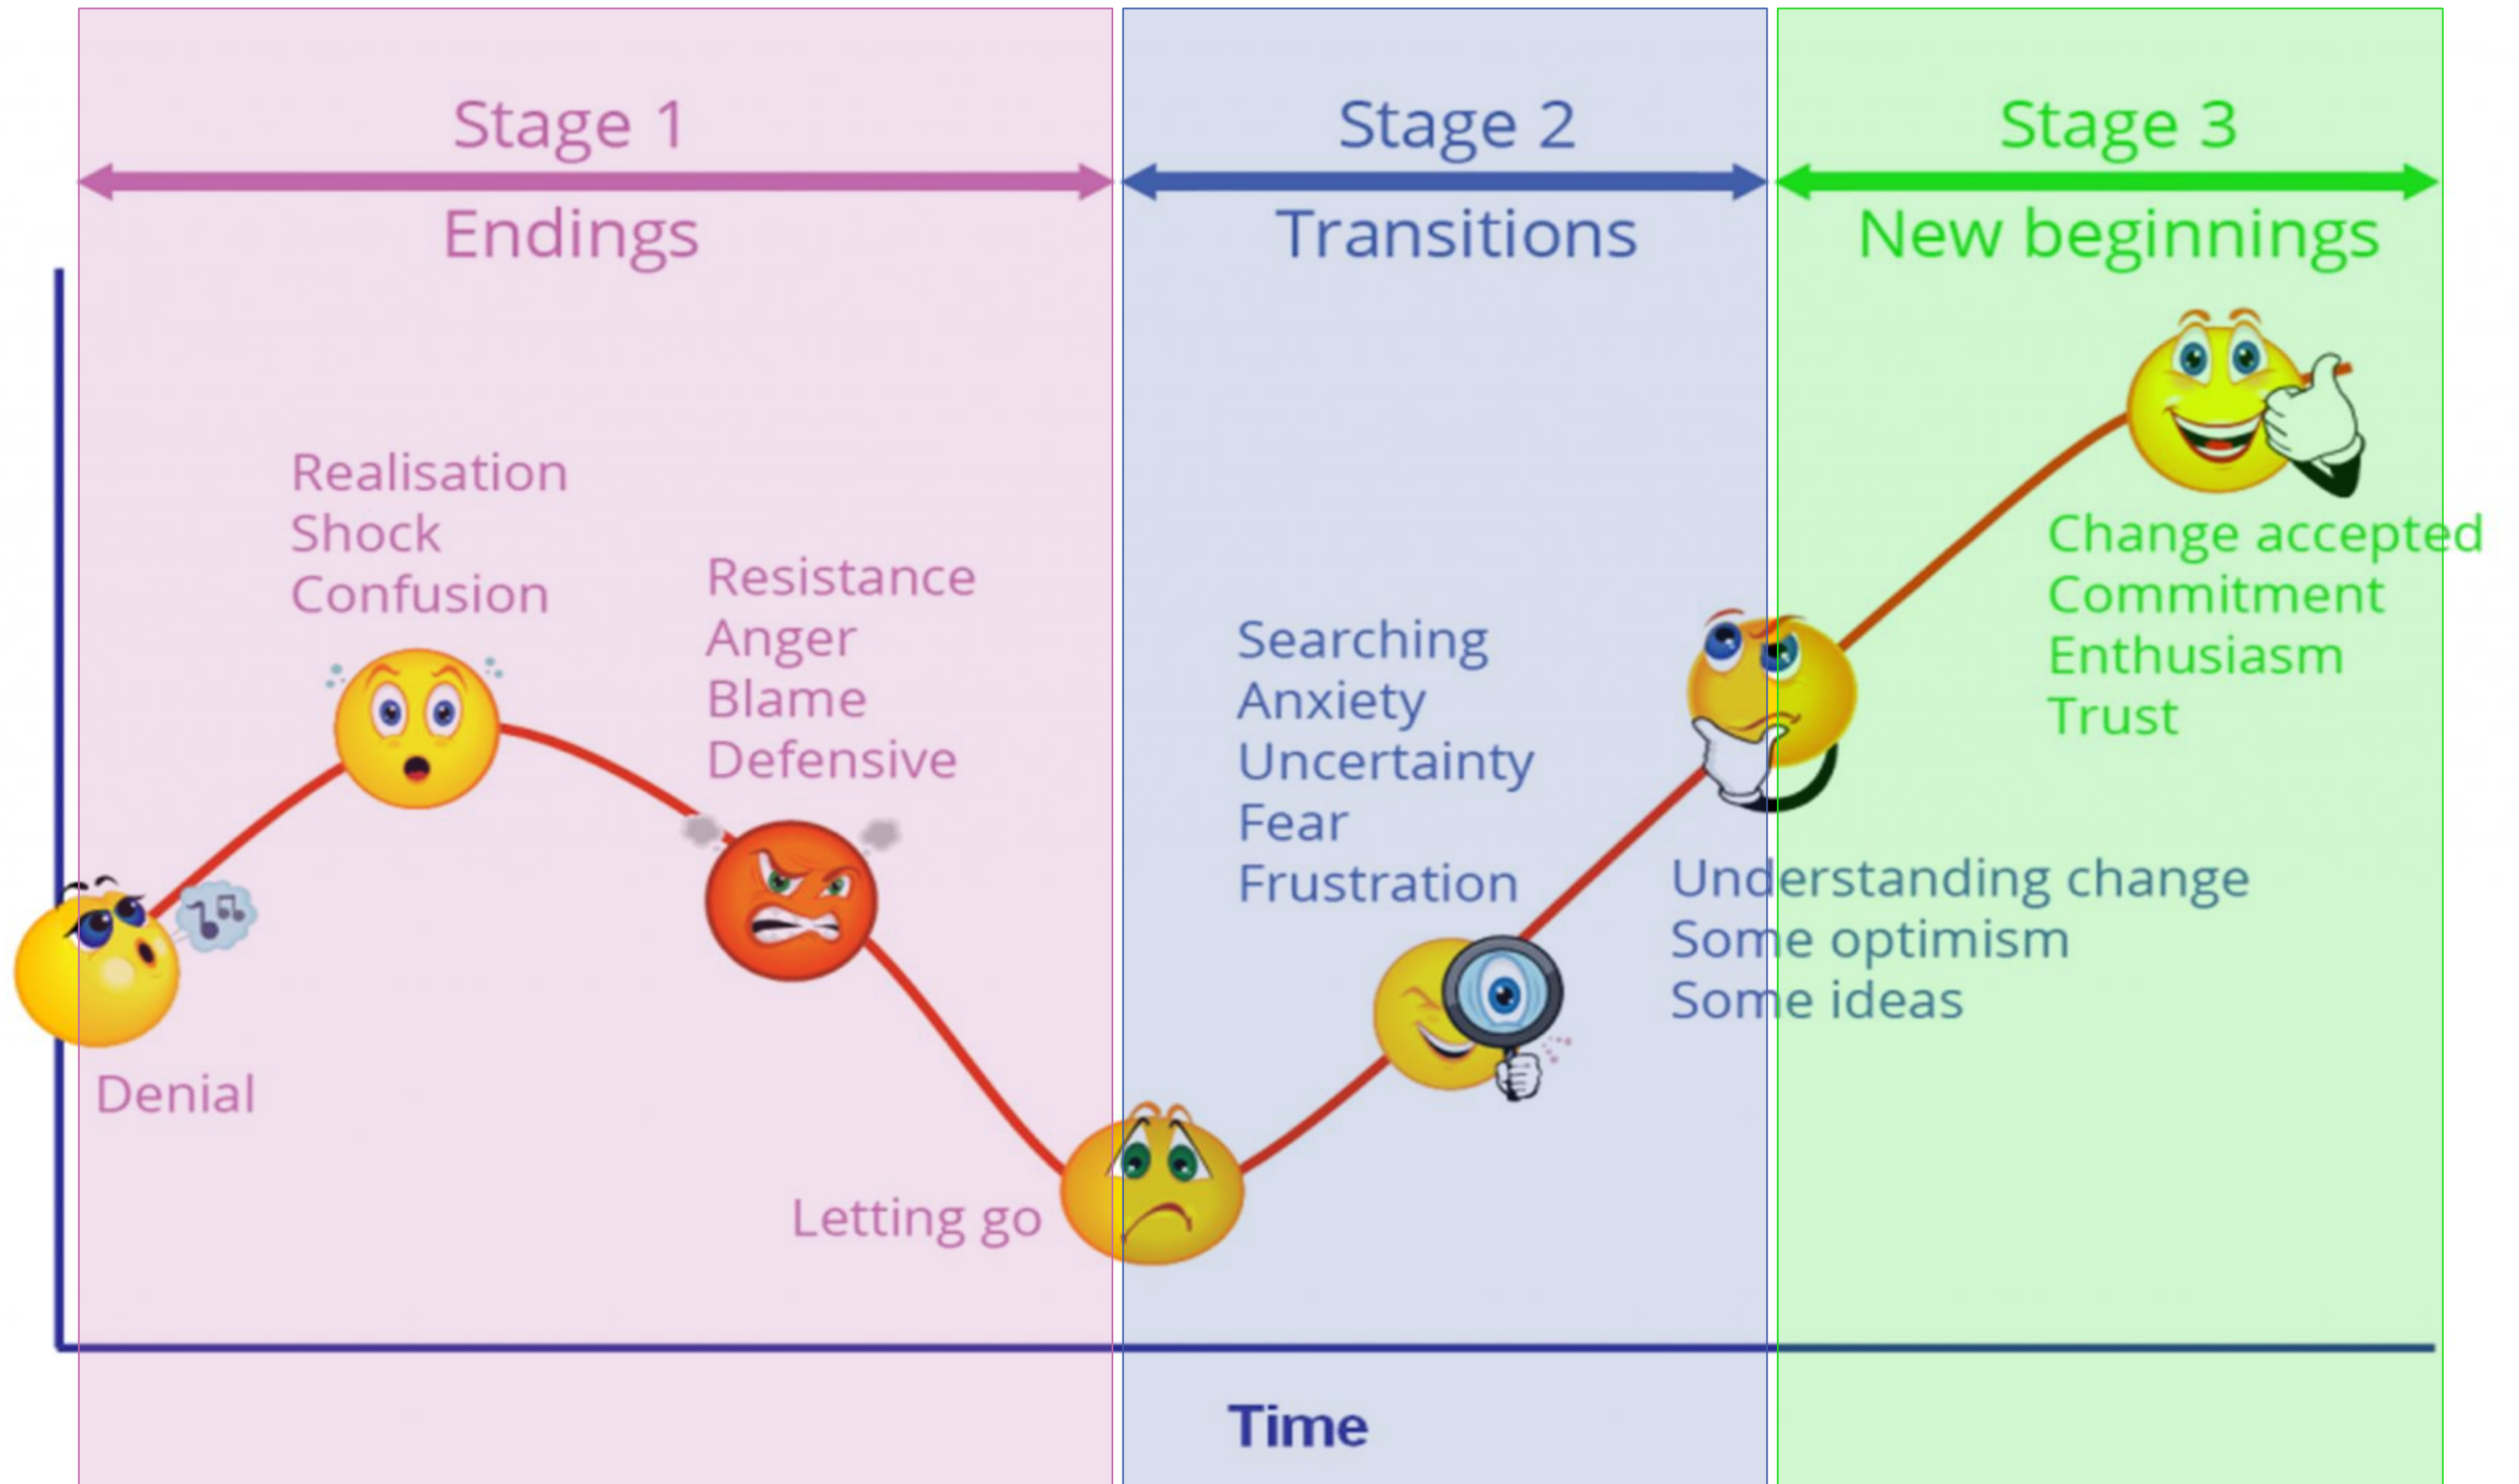 Stage 1
Endings
Stage 2
Transitions
Stage 3
New beginnings
Realisation
Shock
Confusion
Resistance
Anger
Blame
Defensive
Denial
Letting go
Searching
Anxiety
Uncertainty
Fear
Frustration
Understanding change
Some optimism
Some ideas
Change accepted
Commitment
Enthusiasm
Trust
Time